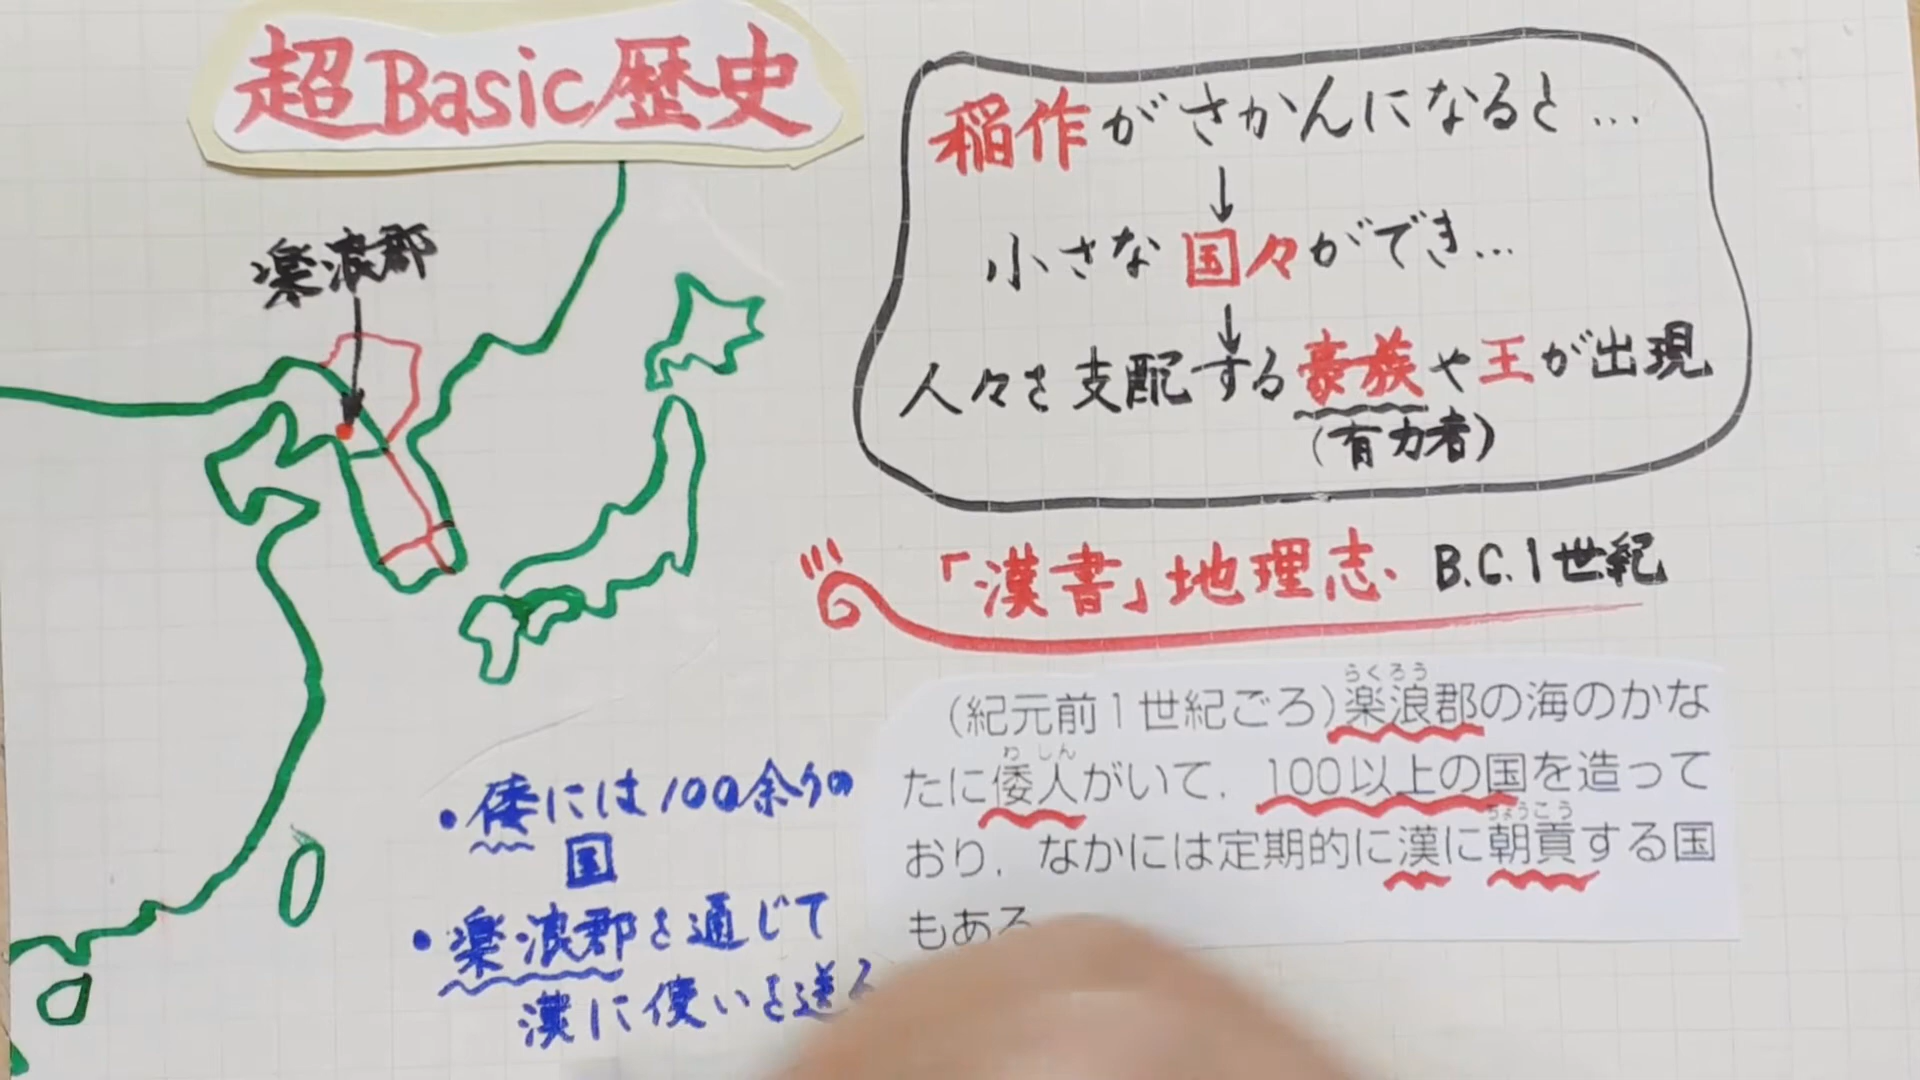 超Basic歴史
楽浪郡
稲作がさかんになると…
↓
小さな国々ができ…
↓
人々を支配する豪族や王が出現
(有力者)
「漢書」地理志 B.C.1世紀
らくろう
(紀元前1世紀ごろ)楽浪郡の海のかな
わじん
たに倭人がいて，100以上の国を造って
ちょうこう
おり，なかには定期的に漢に朝貢する国
もある
・倭には100余りの
国
・楽浪郡を通じて
漢に使いを送る